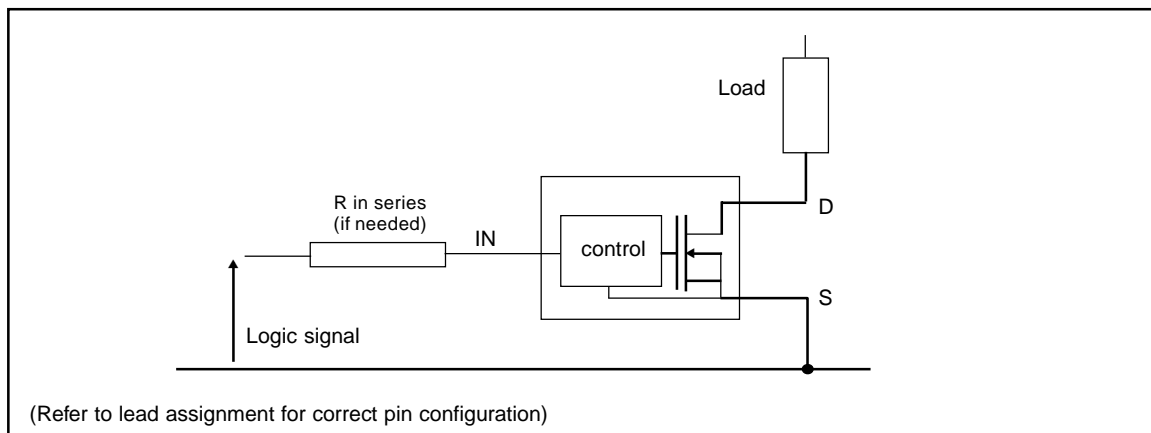 Load
R in series
(if needed)
IN
D
control
S
Logic signal
(Refer to lead assignment for correct pin configuration)